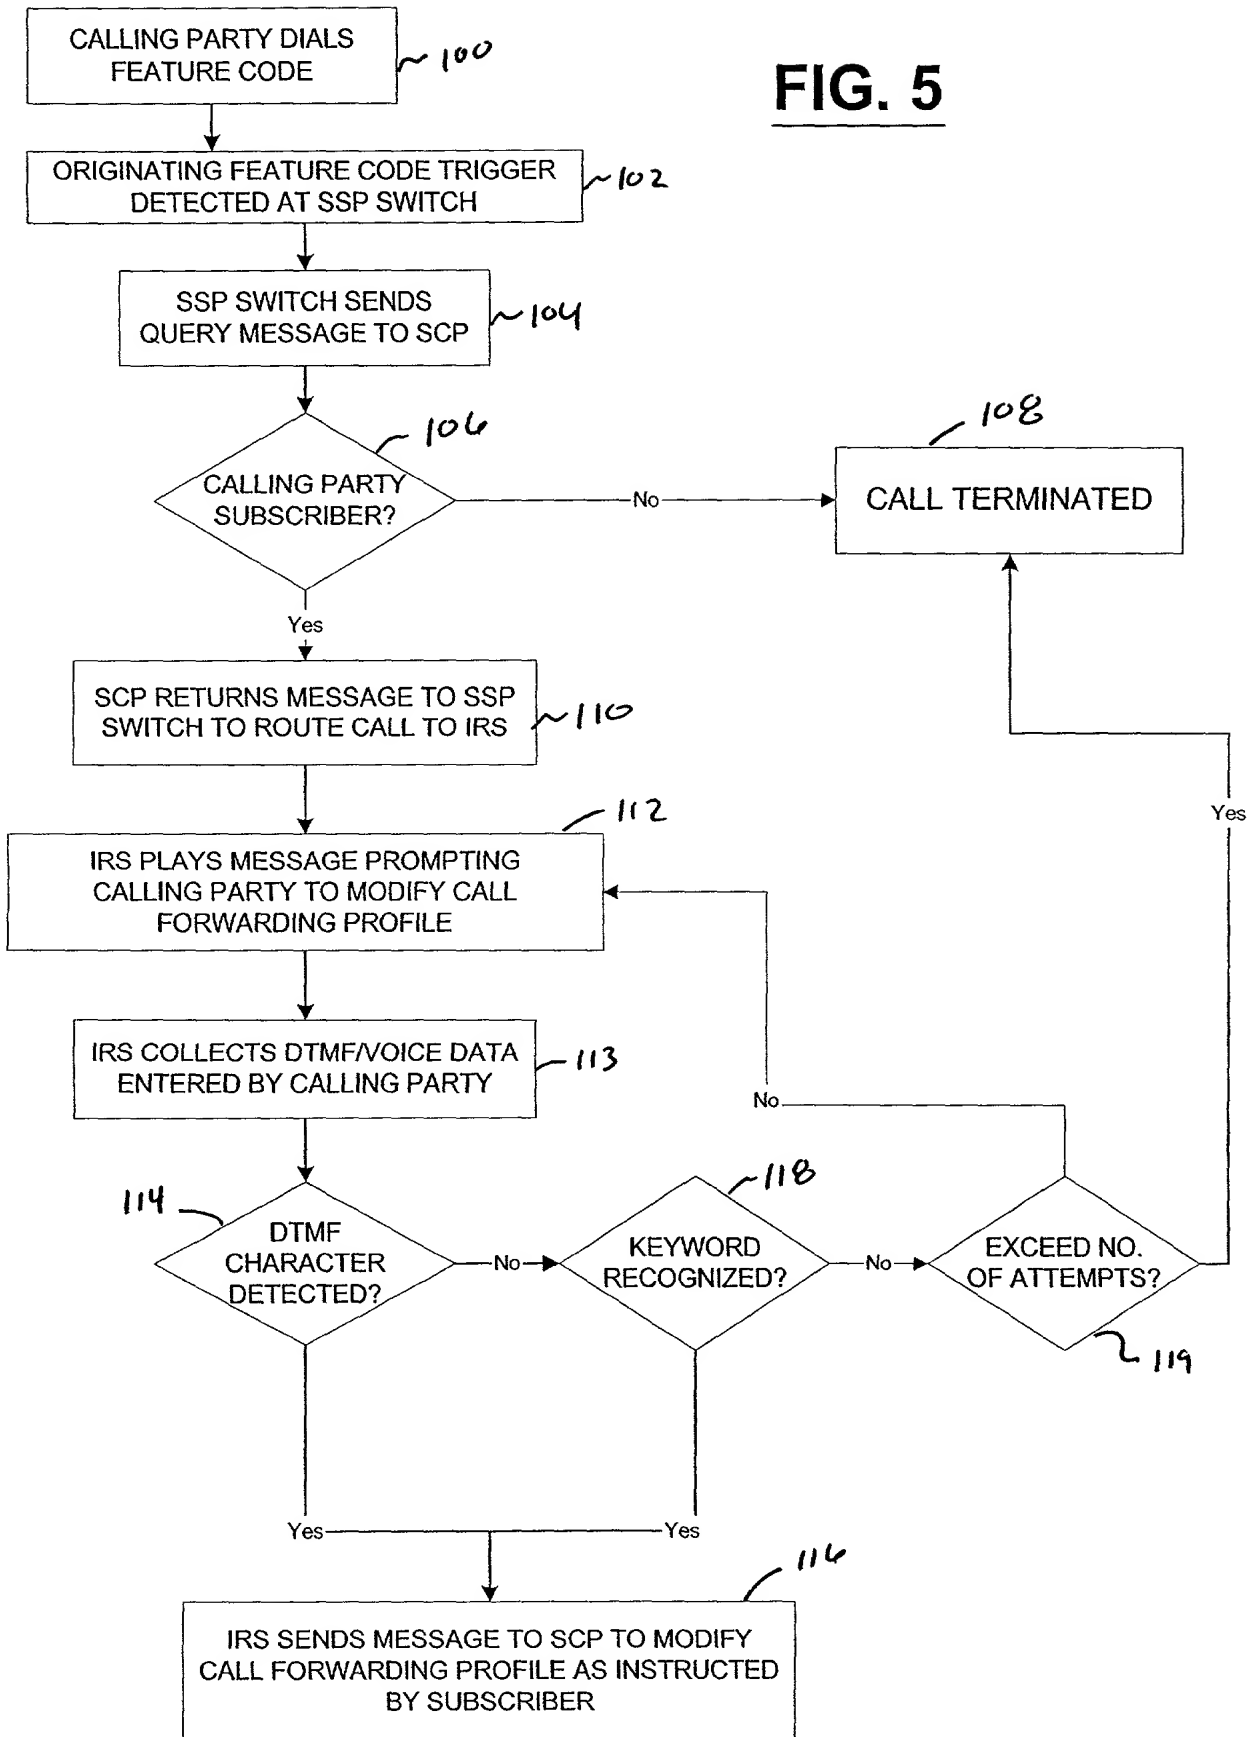 CALLING PARTY DIALS
FEATURE CODE
100
FIG. 5
ORIGINATING FEATURE CODE TRIGGER
DETECTED AT SSP SWITCH
102
SSP SWITCH SENDS
QUERY MESSAGE TO SCP
104
106
CALLING PARTY
SUBSCRIBER?
No
108
CALL TERMINATED
Yes
SCP RETURNS MESSAGE TO SSP
SWITCH TO ROUTE CALL TO IRS
110
112
IRS PLAYS MESSAGE PROMPTING
CALLING PARTY TO MODIFY CALL
FORWARDING PROFILE
Yes
IRS COLLECTS DTMF/VOICE DATA
ENTERED BY CALLING PARTY
113
No
114
DTMF
CHARACTER
DETECTED?
No
118
KEYWORD
RECOGNIZED?
No
EXCEED NO.
OF ATTEMPTS?
119
Yes
Yes
116
IRS SENDS MESSAGE TO SCP TO MODIFY
CALL FORWARDING PROFILE AS INSTRUCTED
BY SUBSCRIBER